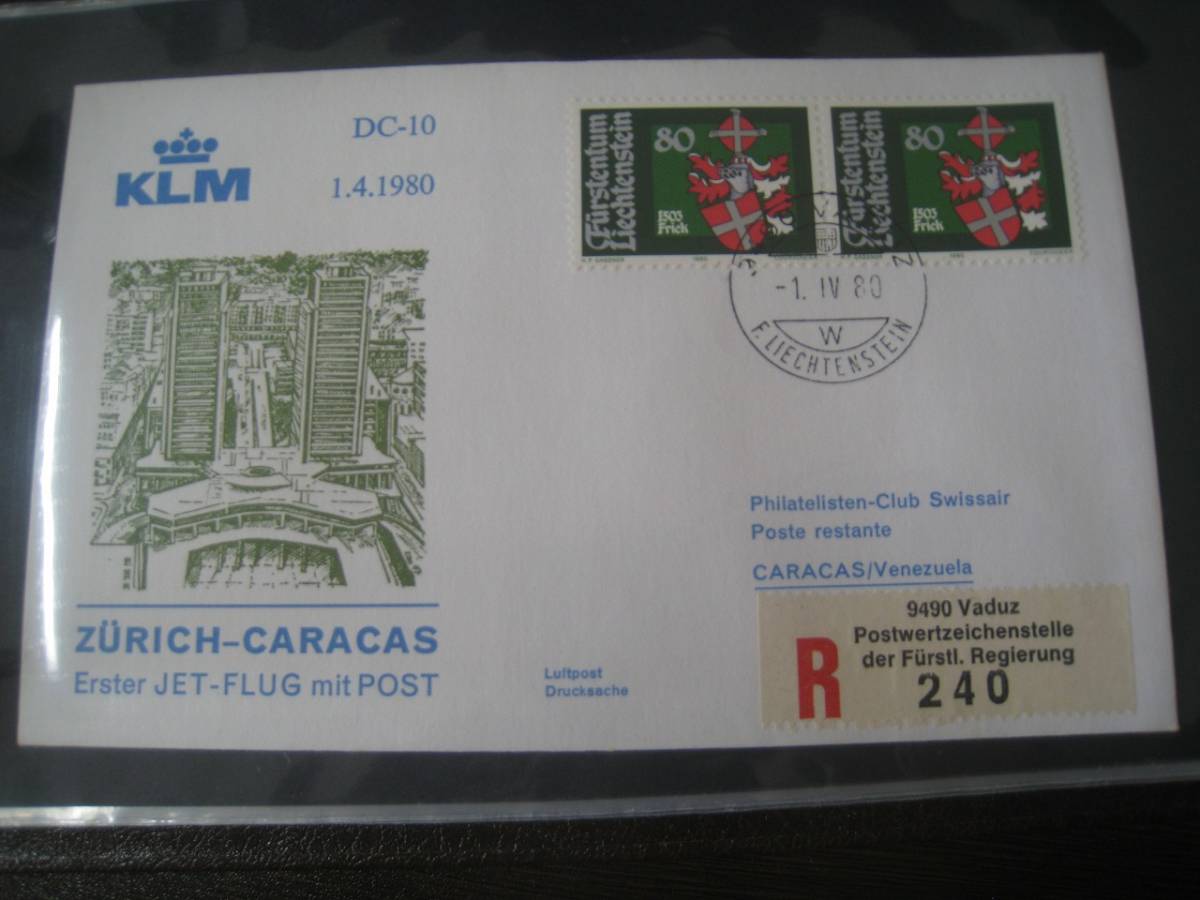 KLM
DC-10
1.4.1980
Fürstentum
Liechtenstein
80
1503
Frick
1980
Fürstentum
Liechtenstein
80
1503
Frick
1980
-1. IV 80
W
F. LIECHTENSTEIN
Philatelisten-Club Swissair
Poste restante
CARACAS/Venezuela
ZÜRICH-CARACAS
Erster JET-FLUG mit POST
Luftpost
Drucksache
R
9490 Vaduz
Postwertzeichenstelle
der Fürstl. Regierung
240